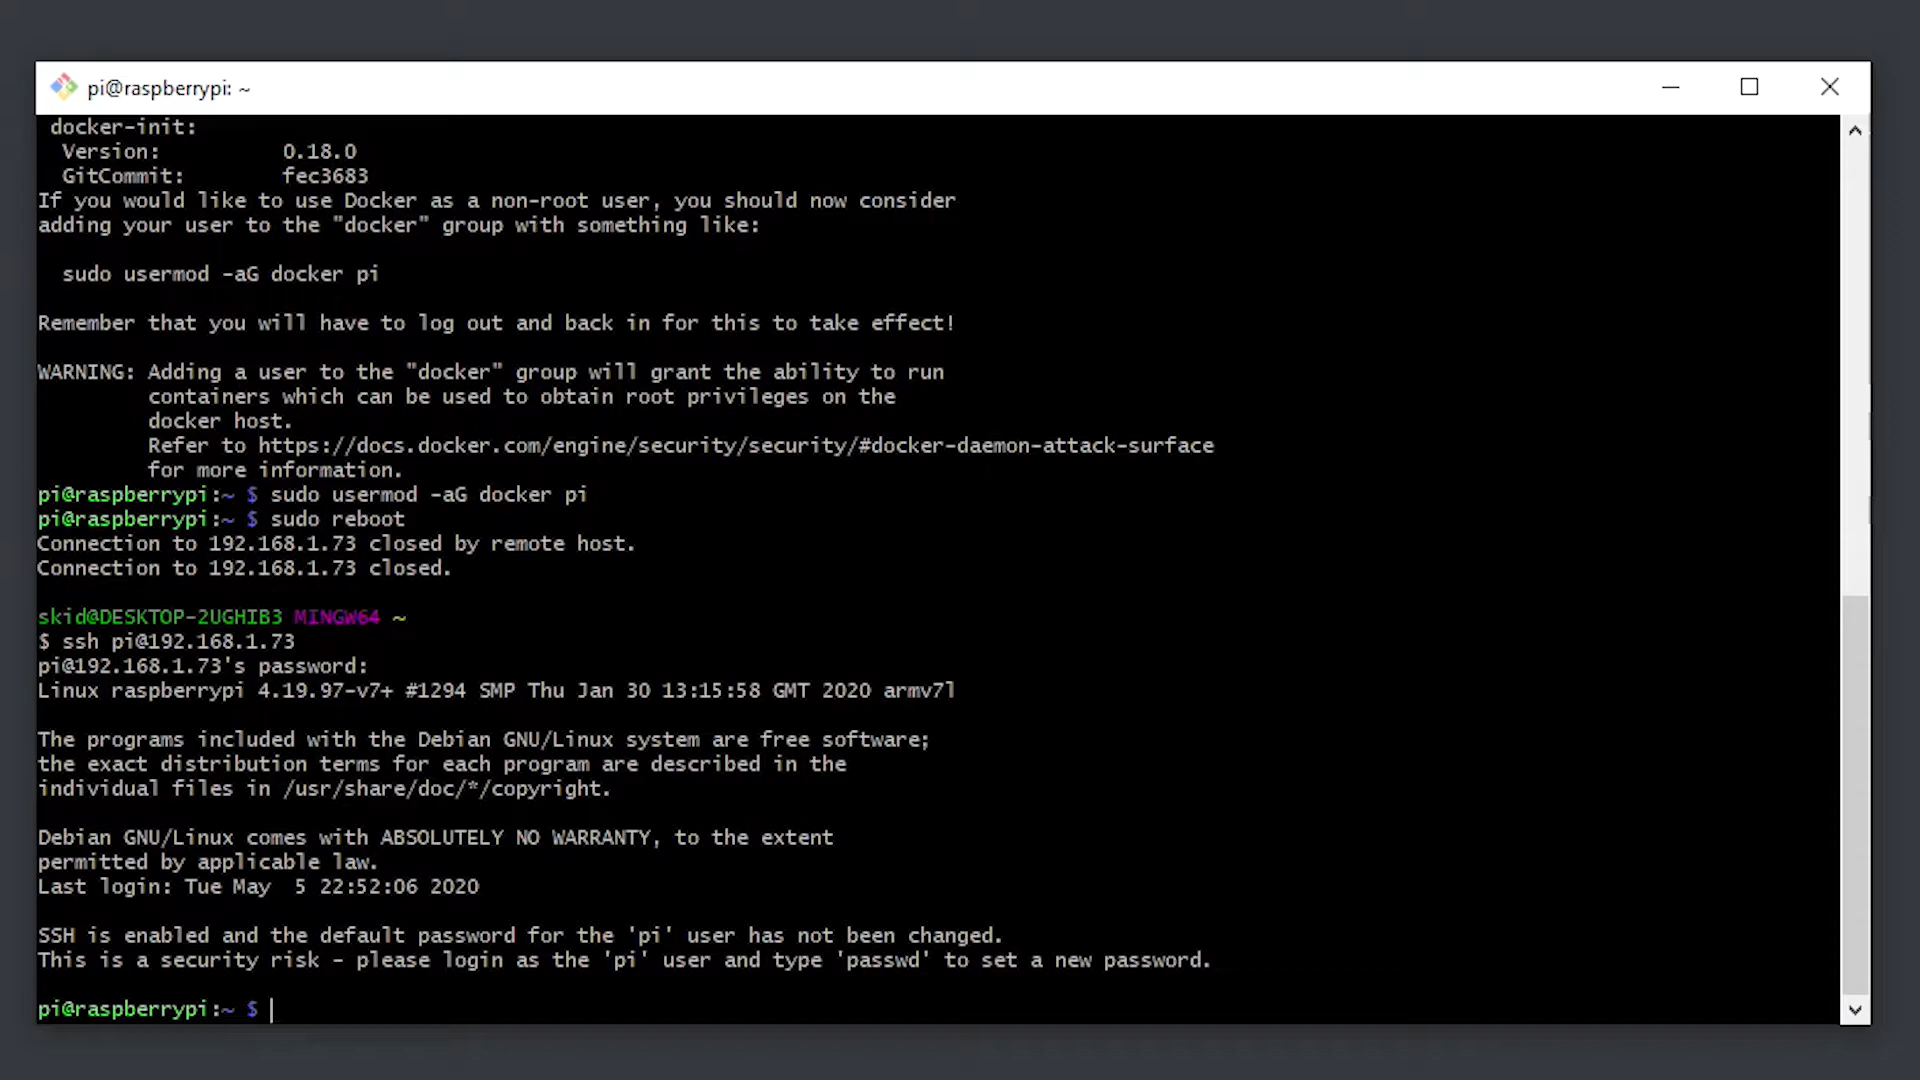 pi@raspberrypi: ~
docker-init:
Version: 0.18.0
GitCommit: fec3683
If you would like to use Docker as a non-root user, you should now consider
adding your user to the "docker" group with something like:
sudo usermod -aG docker pi
Remember that you will have to log out and back in for this to take effect!
WARNING: Adding a user to the "docker" group will grant the ability to run
containers which can be used to obtain root privileges on the
docker host.
Refer to https://docs.docker.com/engine/security/security/#docker-daemon-attack-surface
for more information.
pi@raspberrypi:~ $ sudo usermod -aG docker pi
pi@raspberrypi:~ $ sudo reboot
Connection to 192.168.1.73 closed by remote host.
Connection to 192.168.1.73 closed.
skid@DESKTOP-2UGHIB3 MINGW64 ~
$ ssh pi@192.168.1.73
pi@192.168.1.73's password:
Linux raspberrypi 4.19.97-v7+ #1294 SMP Thu Jan 30 13:15:58 GMT 2020 armv7l
The programs included with the Debian GNU/Linux system are free software;
the exact distribution terms for each program are described in the
individual files in /usr/share/doc/*/copyright.
Debian GNU/Linux comes with ABSOLUTELY NO WARRANTY, to the extent
permitted by applicable law.
Last login: Tue May  5 22:52:06 2020
SSH is enabled and the default password for the 'pi' user has not been changed.
This is a security risk - please login as the 'pi' user and type 'passwd' to set a new password.
pi@raspberrypi:~ $